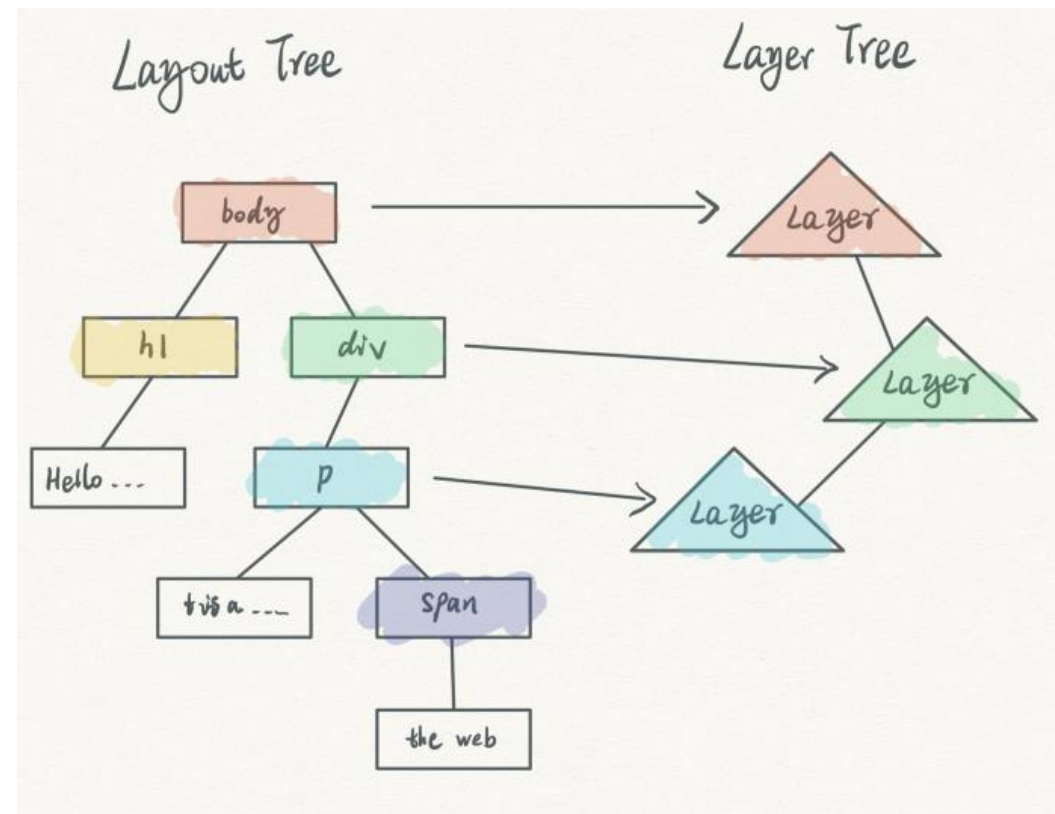 Layout Tree
Layer Tree
body
Layer
h1
div
Layer
Hello ...
p
Layer
span
the web